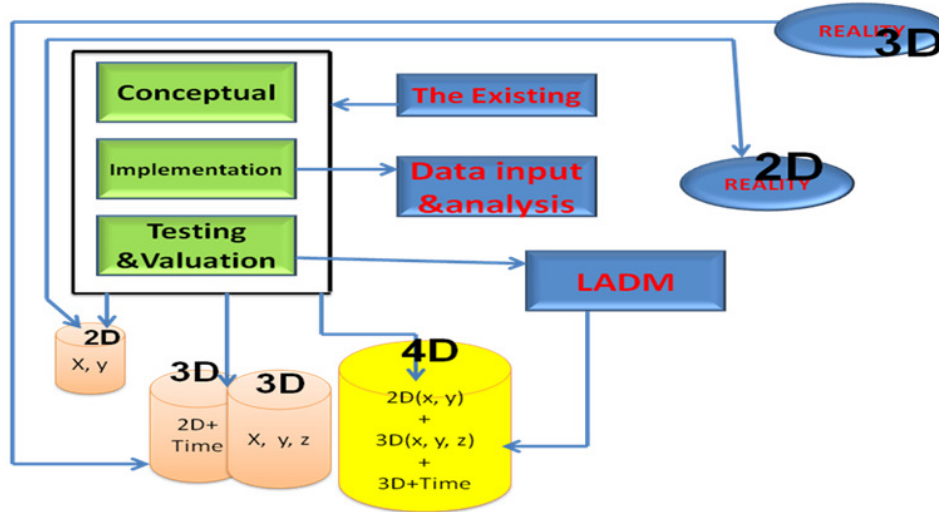 REALITY
3D
Conceptual
The Existing
Implementation
Data input
&analysis
2D
REALITY
Testing
&Valuation
LADM
2D
X, y
3D
2D+
Time
3D
X, y, z
4D
2D(x, y)
+
3D(x, y, z)
+
3D+Time